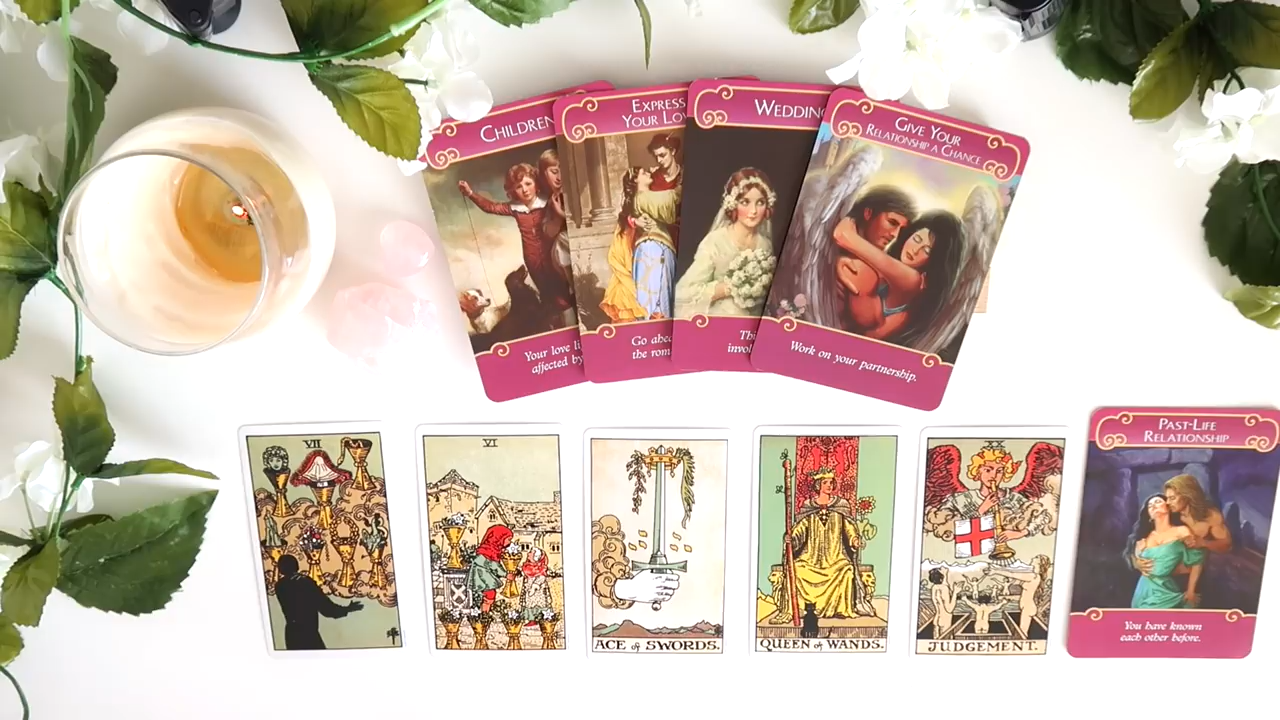 CHILDREN
Your love li
affected by
EXPRESS
YOUR LOV
Go ahea
the rom
WEDDING
Thi
invol
GIVE YOUR
RELATIONSHIP A CHANCE
Work on your partnership.
VII
VI
ACE of SWORDS.
QUEEN of WANDS.
XX
JUDGEMENT.
PAST-LIFE
RELATIONSHIP
You have known
each other before.